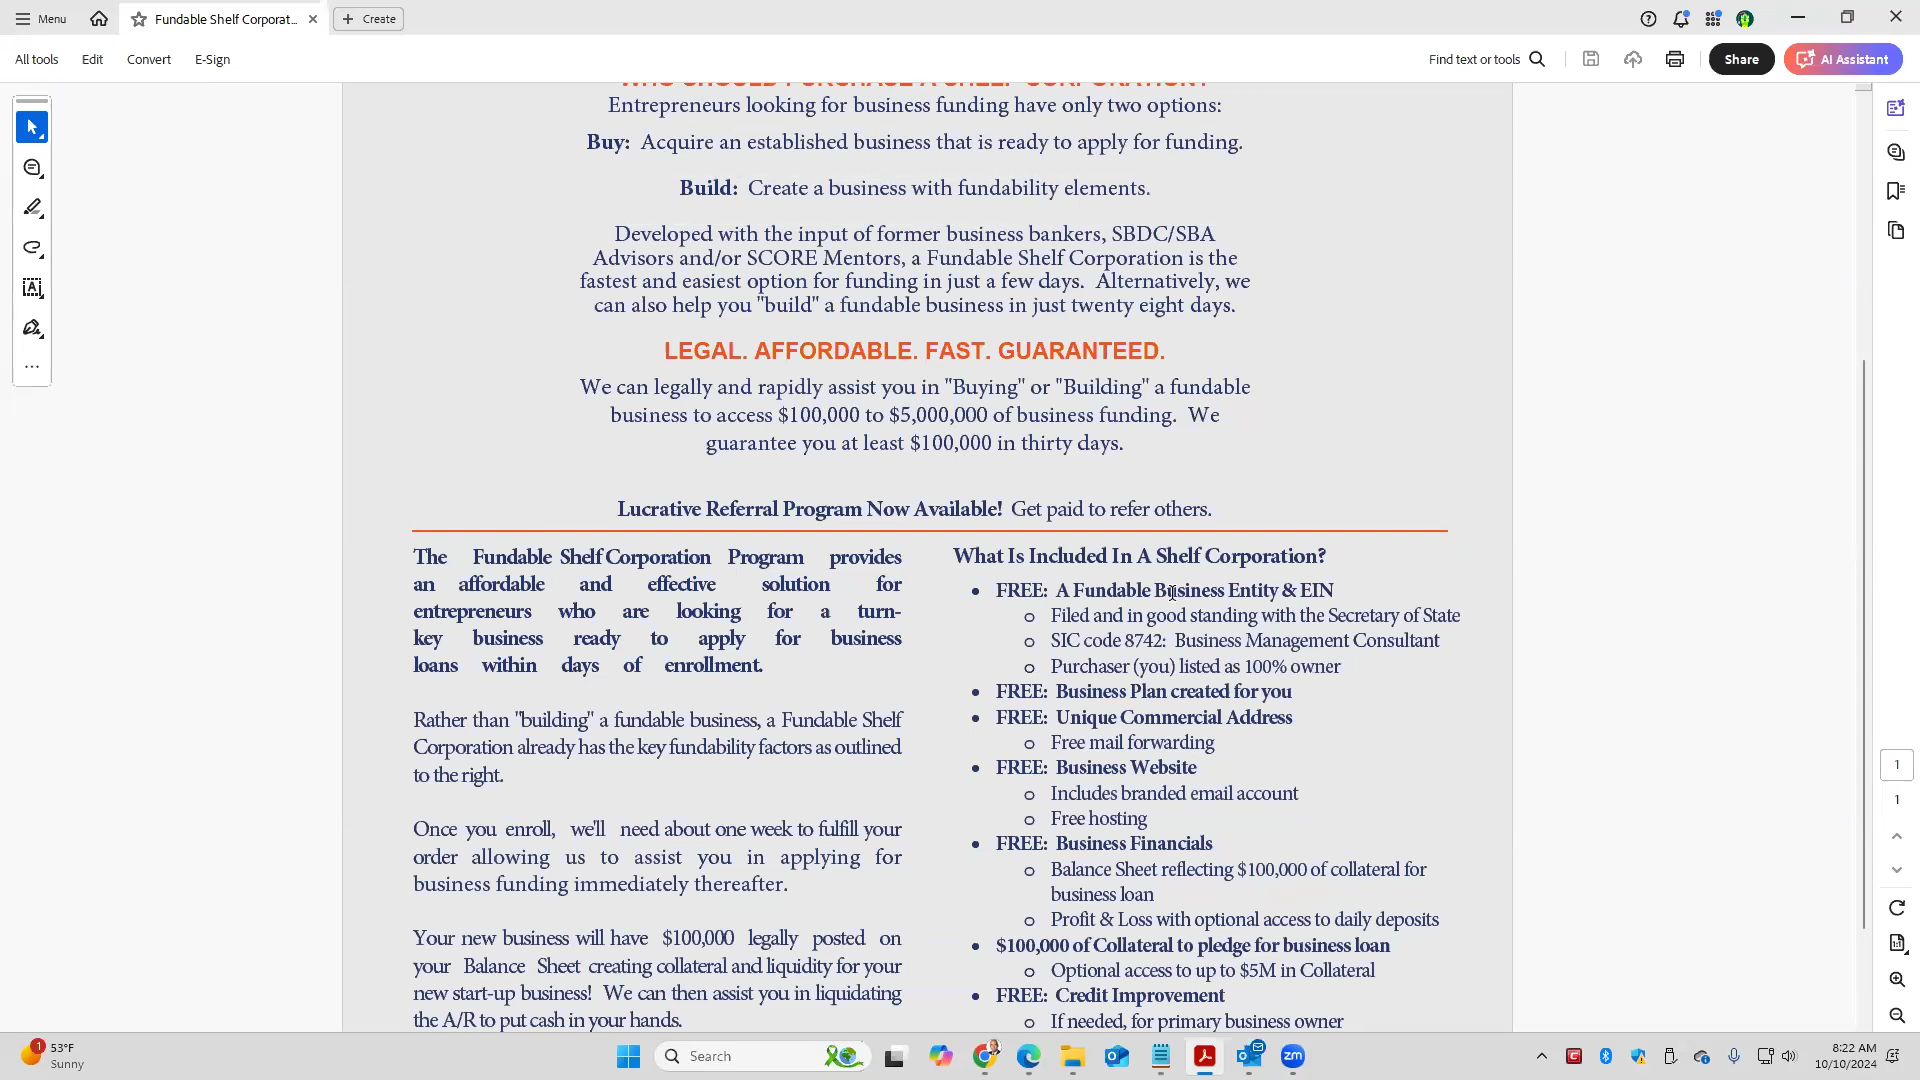 Menu
Fundable Shelf Corporat...
Create
All tools
Edit
Convert
E-Sign
Find text or tools
Share
AI Assistant
WHO SHOULD PURCHASE A SHELF CORPORATION?
Entrepreneurs looking for business funding have only two options:
Buy: Acquire an established business that is ready to apply for funding.
Build: Create a business with fundability elements.
Developed with the input of former business bankers, SBDC/SBA
Advisors and/or SCORE Mentors, a Fundable Shelf Corporation is the
fastest and easiest option for funding in just a few days. Alternatively, we
can also help you "build" a fundable business in just twenty eight days.
LEGAL. AFFORDABLE. FAST. GUARANTEED.
We can legally and rapidly assist you in "Buying" or "Building" a fundable
business to access $100,000 to $5,000,000 of business funding. We
guarantee you at least $100,000 in thirty days.
Lucrative Referral Program Now Available! Get paid to refer others.
The Fundable Shelf Corporation Program provides
an affordable and effective solution for
entrepreneurs who are looking for a turn-
key business ready to apply for business
loans within days of enrollment.
Rather than "building" a fundable business, a Fundable Shelf
Corporation already has the key fundability factors as outlined
to the right.
Once you enroll, we'll need about one week to fulfill your
order allowing us to assist you in applying for
business funding immediately thereafter.
Your new business will have $100,000 legally posted on
your Balance Sheet creating collateral and liquidity for your
new start-up business! We can then assist you in liquidating
the A/R to put cash in your hands.
What Is Included In A Shelf Corporation?
• FREE: A Fundable Business Entity & EIN
o Filed and in good standing with the Secretary of State
o SIC code 8742: Business Management Consultant
o Purchaser (you) listed as 100% owner
• FREE: Business Plan created for you
• FREE: Unique Commercial Address
o Free mail forwarding
• FREE: Business Website
o Includes branded email account
o Free hosting
• FREE: Business Financials
o Balance Sheet reflecting $100,000 of collateral for
business loan
o Profit & Loss with optional access to daily deposits
• $100,000 of Collateral to pledge for business loan
o Optional access to up to $5M in Collateral
• FREE: Credit Improvement
o If needed, for primary business owner
1
1
1
53°F
Sunny
Search
zm
8:22 AM
10/10/2024